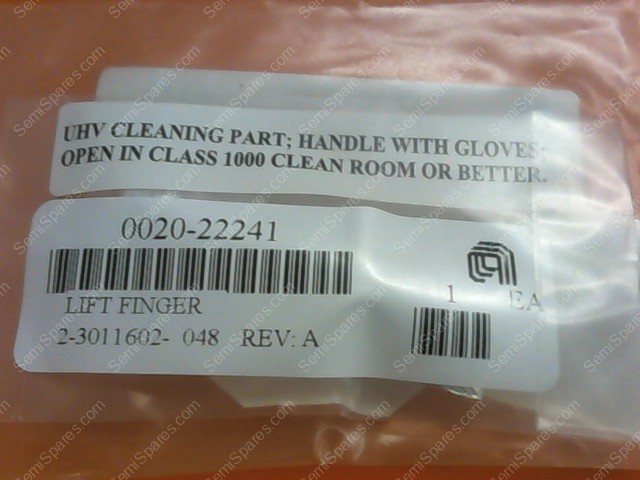 UHV CLEANING PART; HANDLE WITH GLOVES;
OPEN IN CLASS 1000 CLEAN ROOM OR BETTER.
0020-22241
1 EA
LIFT FINGER
2-3011602- 048 REV: A
SemiSpares.com